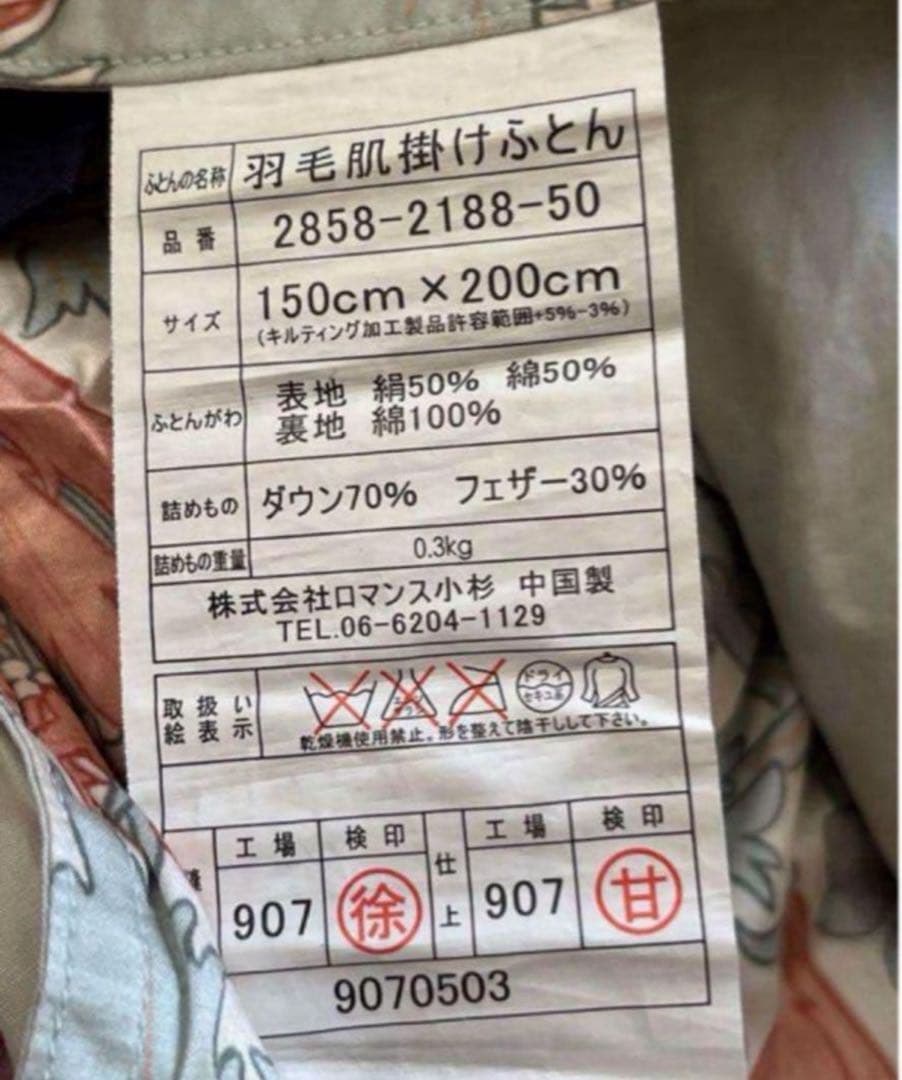 ふとんの名称 羽毛肌掛けふとん
品番 2858-2188-50
サイズ 150cm×200cm
(キルティング加工製品許容範囲+5%-3%)
ふとんがわ 表地 絹50% 綿50%
裏地 綿100%
詰めもの ダウン70% フェザー30%
詰めもの重量 0.3kg
株式会社ロマンス小杉 中国製
TEL.06-6204-1129
取扱い
絵表示
ドライ
セキユ系
乾燥機使用禁止。形を整えて陰干しして下さい。
工場 検印 仕上 工場 検印
907 徐 907 甘
9070503